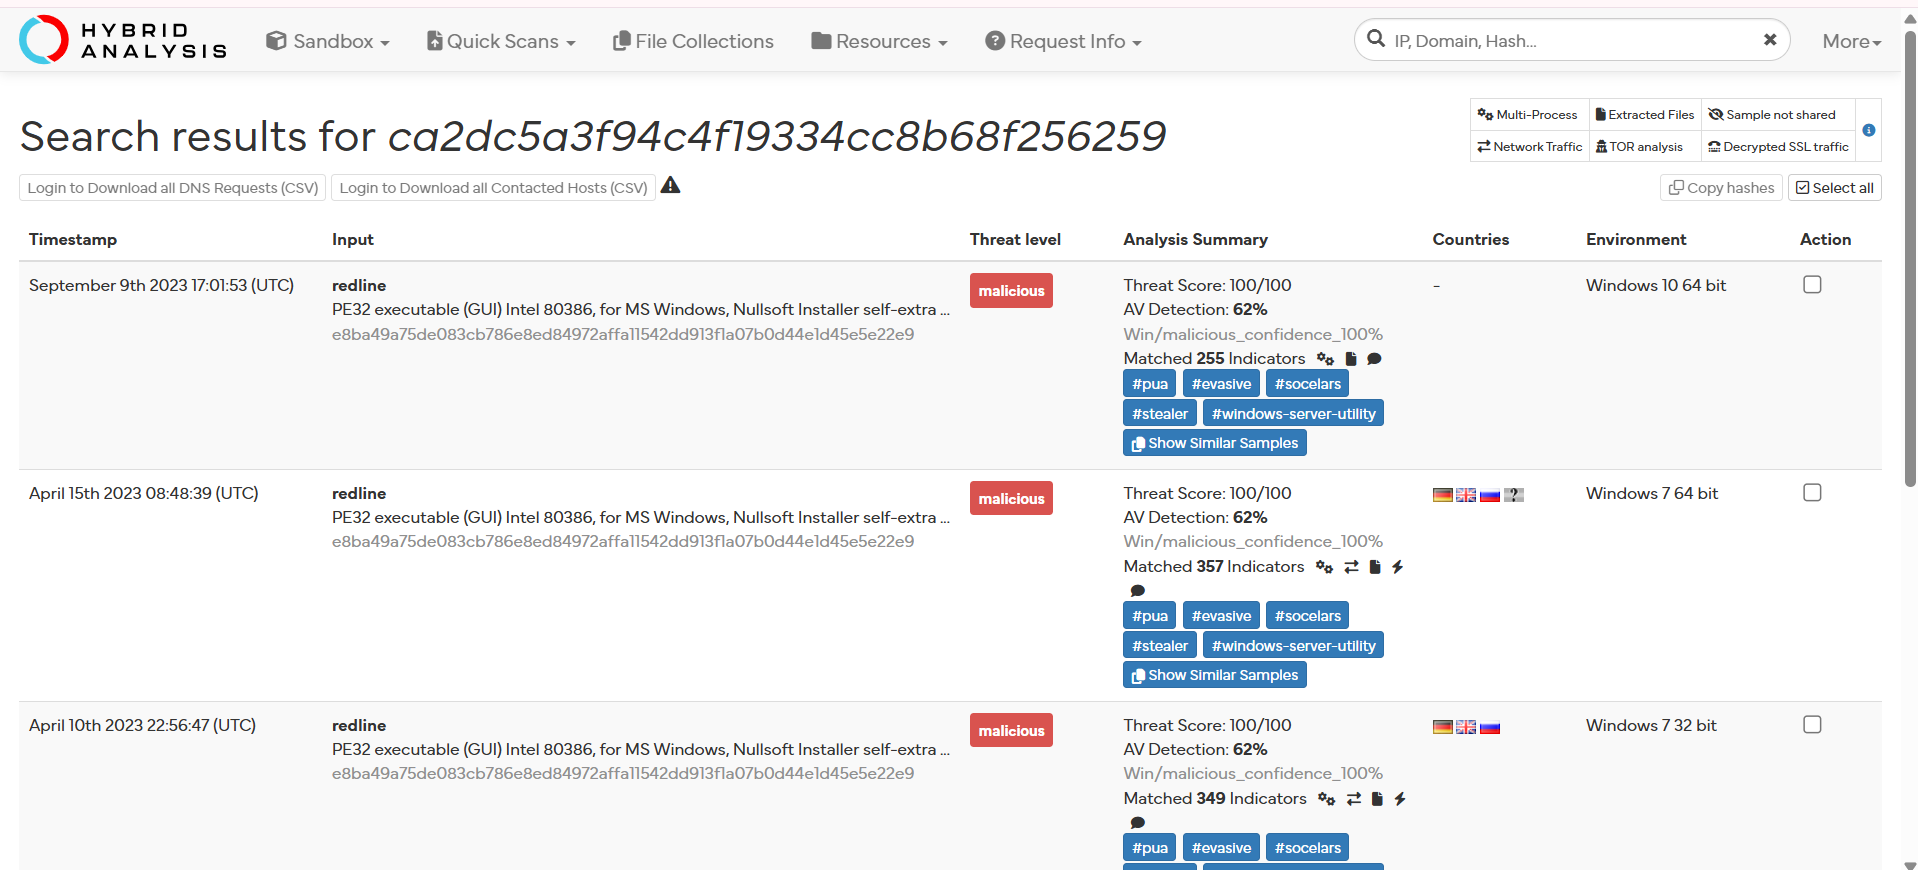 HYBRID
ANALYSIS
Sandbox
Quick Scans
File Collections
Resources
Request Info
IP, Domain, Hash...
More
Search results for ca2dc5a3f94c4f19334cc8b68f256259
Multi-Process
Extracted Files
Sample not shared
Network Traffic
TOR analysis
Decrypted SSL traffic
Login to Download all DNS Requests (CSV)
Login to Download all Contacted Hosts (CSV)
Copy hashes
Select all
Timestamp Input Threat level Analysis Summary Countries Environment Action
September 9th 2023 17:01:53 (UTC)
redline
PE32 executable (GUI) Intel 80386, for MS Windows, Nullsoft Installer self-extra ...
e8ba49a75de083cb786e8ed84972affa11542dd913f1a07b0d44e1d45e5e22e9
malicious
Threat Score: 100/100
AV Detection: 62%
Win/malicious_confidence_100%
Matched 255 Indicators
#pua #evasive #socelars
#stealer #windows-server-utility
Show Similar Samples
-
Windows 10 64 bit
April 15th 2023 08:48:39 (UTC)
redline
PE32 executable (GUI) Intel 80386, for MS Windows, Nullsoft Installer self-extra ...
e8ba49a75de083cb786e8ed84972affa11542dd913f1a07b0d44e1d45e5e22e9
malicious
Threat Score: 100/100
AV Detection: 62%
Win/malicious_confidence_100%
Matched 357 Indicators
#pua #evasive #socelars
#stealer #windows-server-utility
Show Similar Samples
?
Windows 7 64 bit
April 10th 2023 22:56:47 (UTC)
redline
PE32 executable (GUI) Intel 80386, for MS Windows, Nullsoft Installer self-extra ...
e8ba49a75de083cb786e8ed84972affa11542dd913f1a07b0d44e1d45e5e22e9
malicious
Threat Score: 100/100
AV Detection: 62%
Win/malicious_confidence_100%
Matched 349 Indicators
#pua #evasive #socelars
Windows 7 32 bit